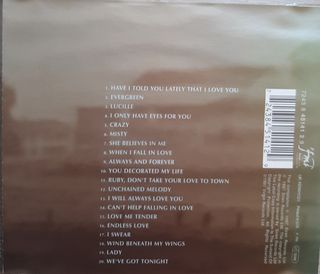 1. HAVE I TOLD YOU LATELY THAT I LOVE YOU
2. EVERGREEN
3. LUCILLE
4. I ONLY HAVE EYES FOR YOU
5. CRAZY
6. MISTY
7. SHE BELIEVES IN ME
8. WHEN I FALL IN LOVE
9. ALWAYS AND FOREVER
10. YOU DECORATED MY LIFE
11. RUBY, DON'T TAKE YOUR LOVE TO TOWN
12. UNCHAINED MELODY
13. I WILL ALWAYS LOVE YOU
14. CAN'T HELP FALLING IN LOVE
15. LOVE ME TENDER
16. ENDLESS LOVE
17. I SWEAR
18. WIND BENEATH MY WINGS
19. LADY
20. WE'VE GOT TONIGHT